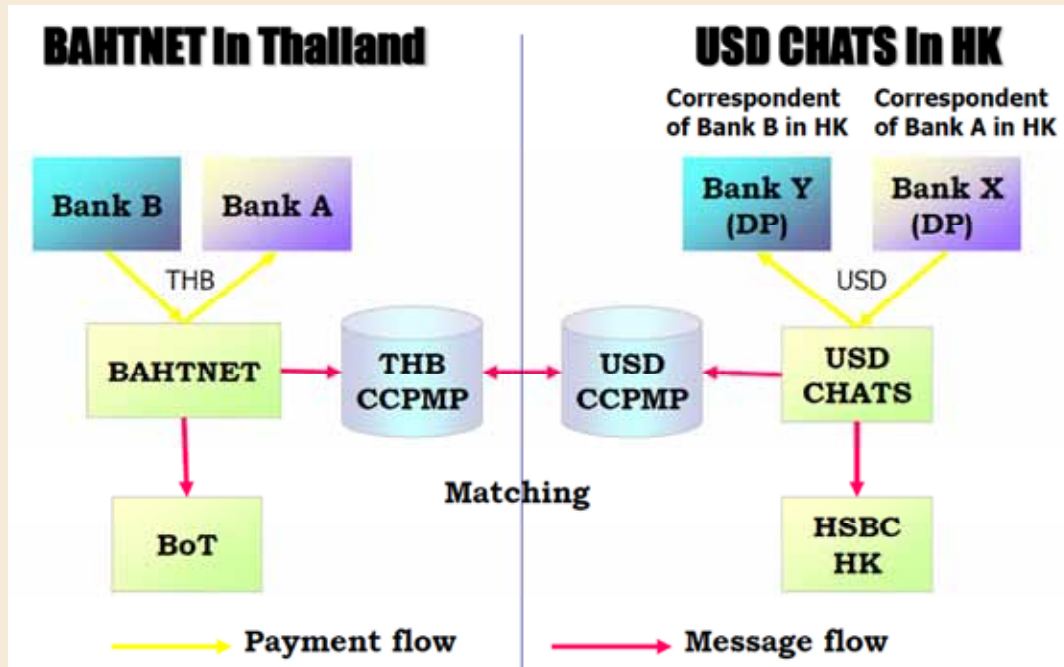 BAHTNET In Thailand
USD CHATS In HK
Correspondent
of Bank B in HK
Correspondent
of Bank A in HK
Bank B
Bank A
Bank Y
(DP)
Bank X
(DP)
THB
USD
BAHTNET
THB
CCPMP
USD
CCPMP
USD
CHATS
Matching
BoT
HSBC
HK
Payment flow
Message flow